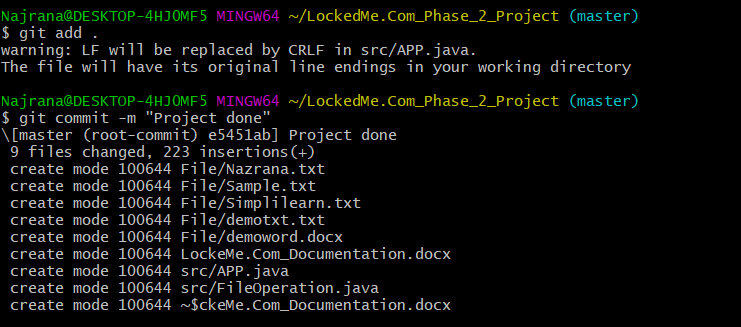 Najrana@DESKTOP-4HJ0MF5 MINGW64 ~/LockedMe.Com_Phase_2_Project (master)
$ git add .
warning: LF will be replaced by CRLF in src/APP.java.
The file will have its original line endings in your working directory
Najrana@DESKTOP-4HJ0MF5 MINGW64 ~/LockedMe.Com_Phase_2_Project (master)
$ git commit -m "Project done"
\[master (root-commit) e5451ab] Project done
 9 files changed, 223 insertions(+)
 create mode 100644 File/Nazrana.txt
 create mode 100644 File/Sample.txt
 create mode 100644 File/Simplilearn.txt
 create mode 100644 File/demotxt.txt
 create mode 100644 File/demoword.docx
 create mode 100644 LockeMe.Com_Documentation.docx
 create mode 100644 src/APP.java
 create mode 100644 src/FileOperation.java
 create mode 100644 ~$ckeMe.Com_Documentation.docx